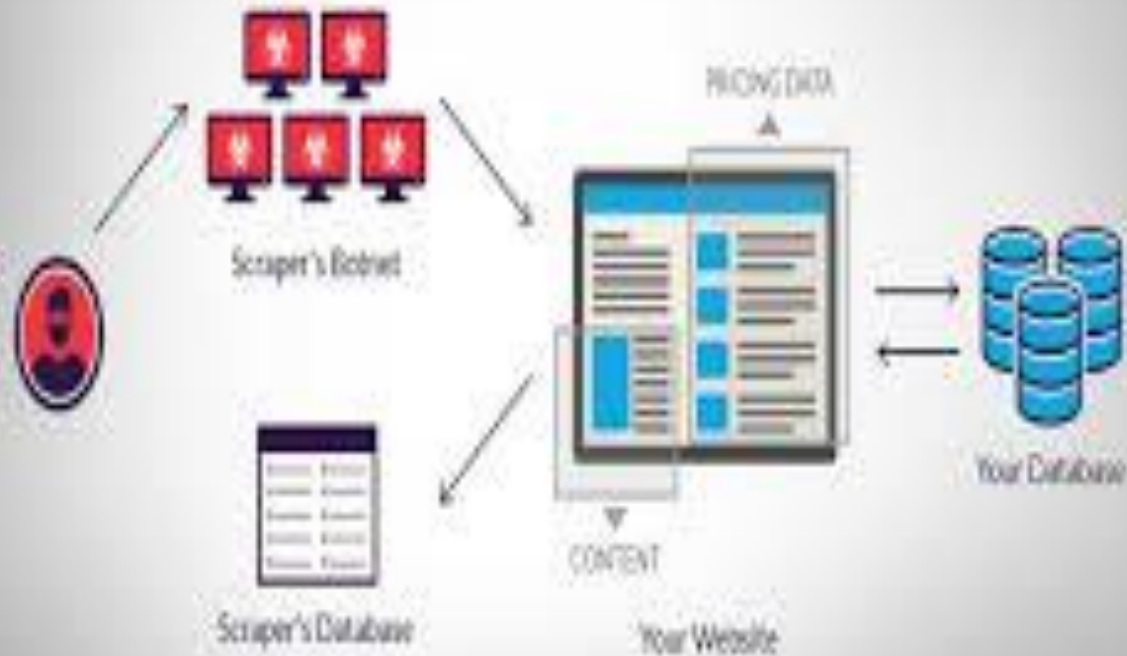 PRICING DATA
Scraper's Botnet
Your Database
CONTENT
Scraper's Database
Your Website